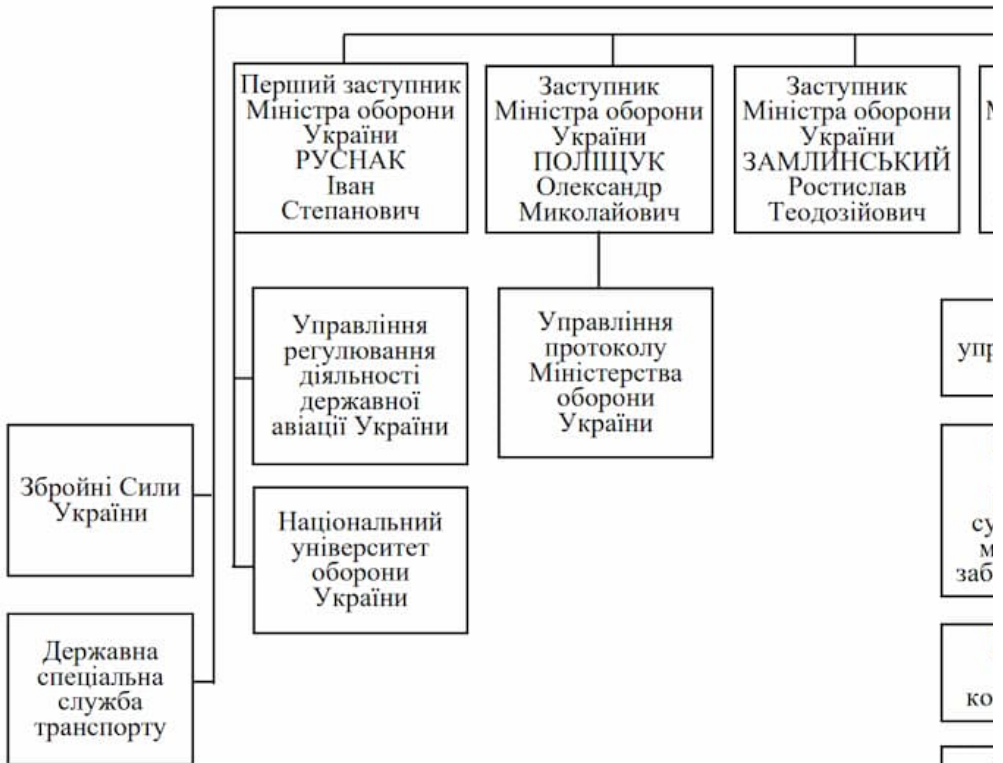 Перший заступник
Міністра оборони
України
РУСНАК
Іван
Степанович
Заступник
Міністра оборони
України
ПОЛІЩУК
Олександр
Миколайович
Заступник
Міністра оборони
України
ЗАМЛИНСЬКИЙ
Ростислав
Теодозійович
Управління
регулювання
діяльності
державної
авіації України
Управління
протоколу
Міністерства
оборони
України
Збройні Сили
України
Національний
університет
оборони
України
Державна
спеціальна
служба
транспорту